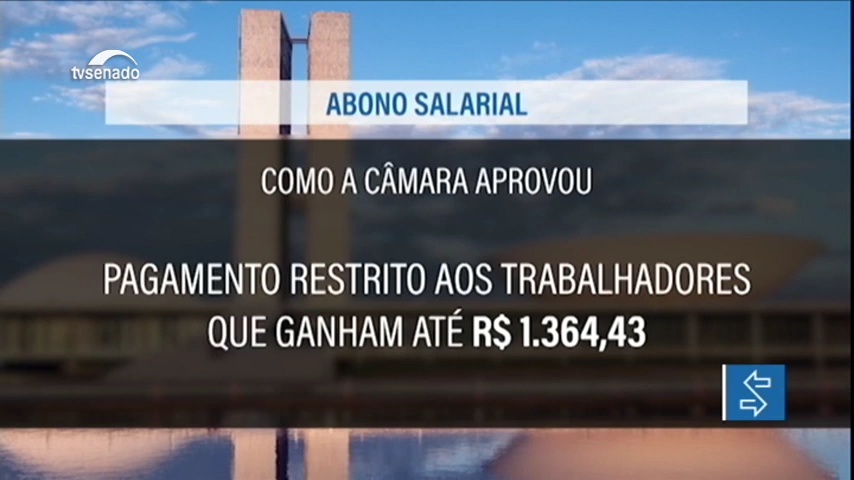 tvsenado
ABONO SALARIAL
COMO A CÂMARA APROVOU
PAGAMENTO RESTRITO AOS TRABALHADORES
QUE GANHAM ATÉ R$ 1.364,43